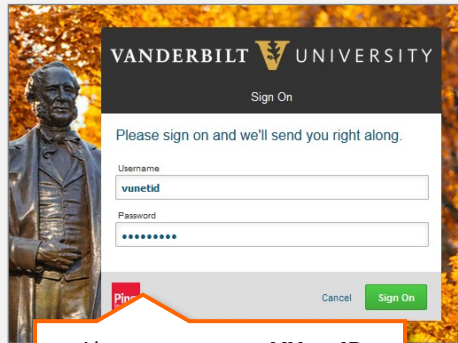 VANDERBILT V UNIVERSITY
Sign On
Please sign on and we'll send you right along.
Username
vunetid
Password
•••••••••
Ping
Cancel
Sign On